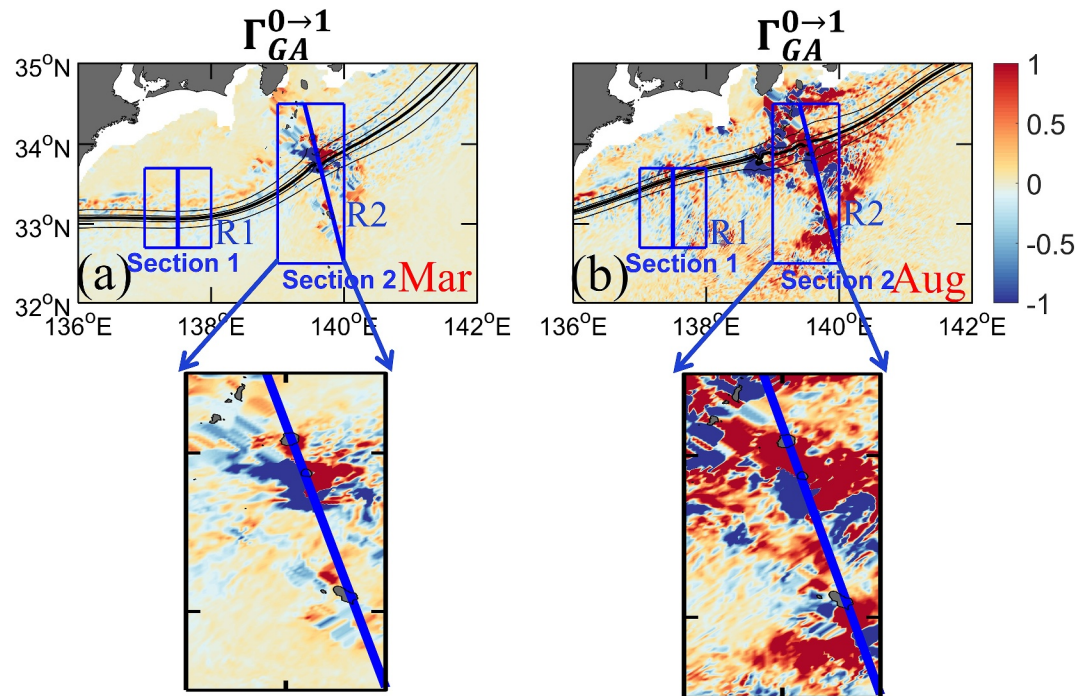 Γ_{GA}^{0→1} Γ_{GA}^{0→1}
35°N
34°N
33°N
32°N
R1
R2
Section 1
Section 2
(a)
Mar
136°E 138°E 140°E 142°E
R1
R2
Section 1
Section 2
(b)
Aug
136°E 138°E 140°E 142°E
1
0.5
0
-0.5
-1